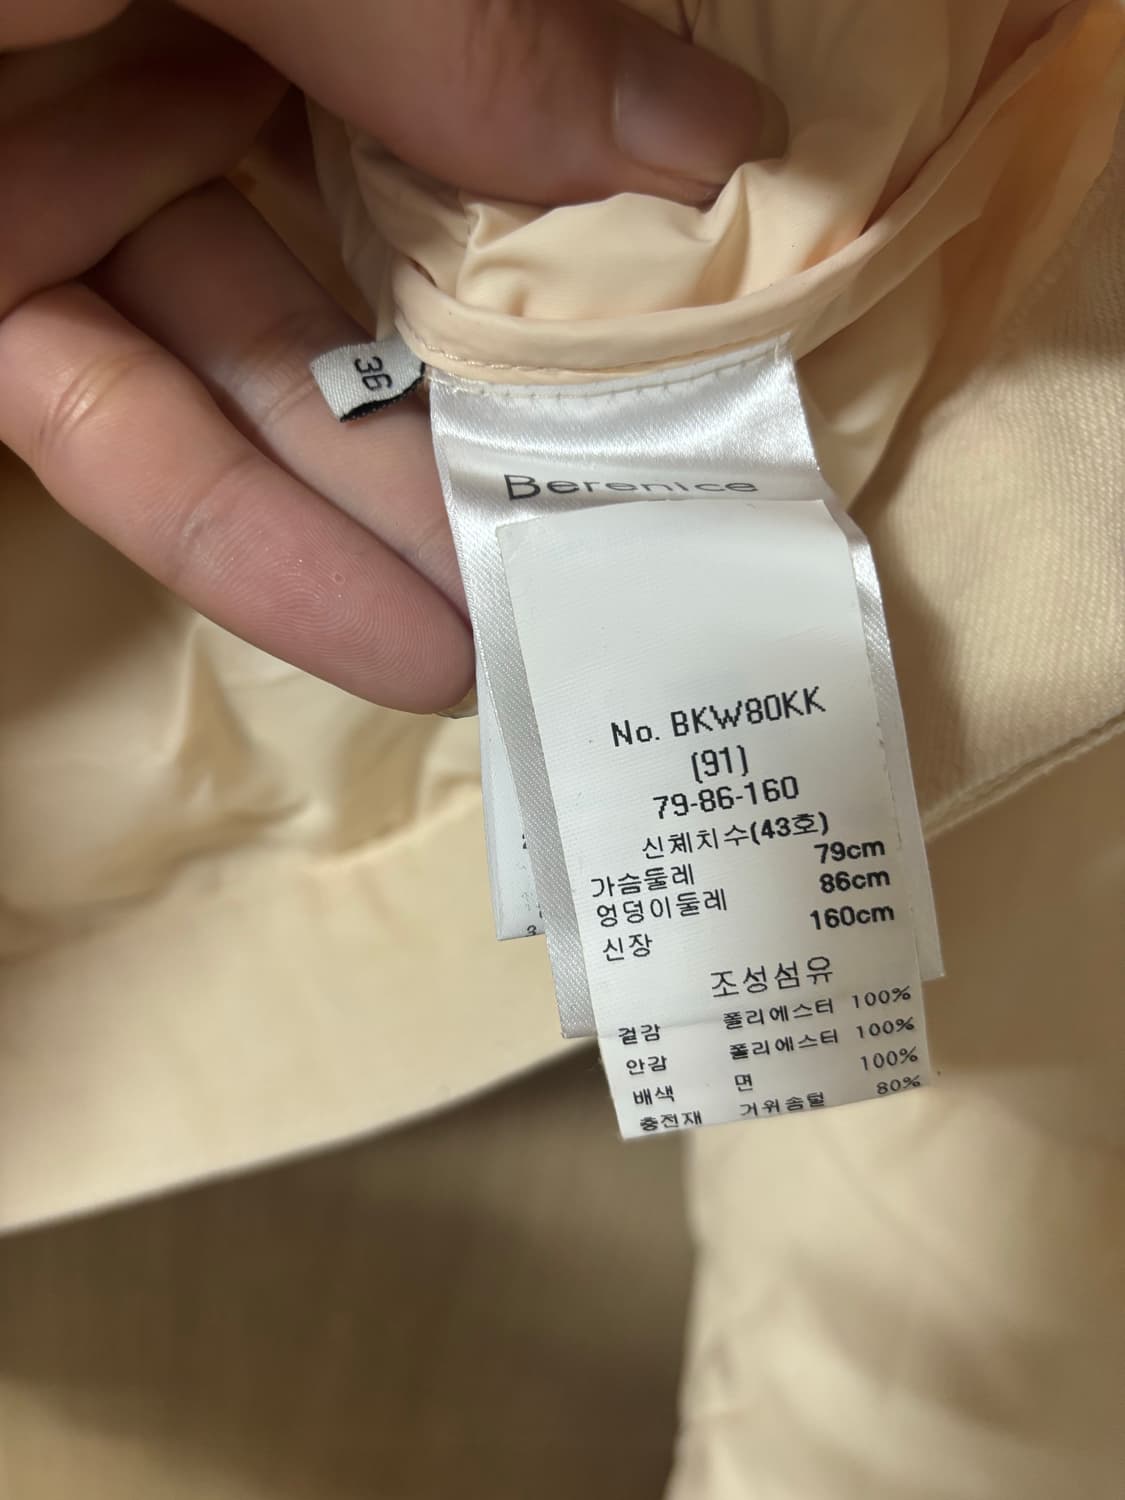 36
Berenice
No. BKW80KK
(91)
79-86-160
신체치수(43호)
가슴둘레 79cm
엉덩이둘레 86cm
신장 160cm
조성섬유
겉감 폴리에스터 100%
안감 폴리에스터 100%
배색 면 100%
충전재 거위솜털 80%